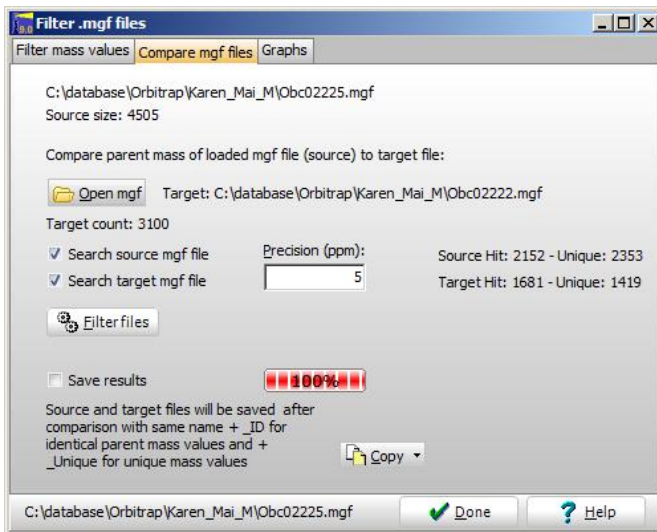 Filter .mgf files
Filter mass values Compare mgf files Graphs
C:\database\Orbitrap\Karen_Mai_M\Obc02225.mgf
Source size: 4505
Compare parent mass of loaded mgf file (source) to target file:
Open mgf Target: C:\database\Orbitrap\Karen_Mai_M\Obc02222.mgf
Target count: 3100
Search source mgf file Precision (ppm): Source Hit: 2152 - Unique: 2353
Search target mgf file 5 Target Hit: 1681 - Unique: 1419
Filter files
Save results 100%
Source and target files will be saved after
comparison with same name + _ID for
identical parent mass values and +
_Unique for unique mass values
Copy
C:\database\Orbitrap\Karen_Mai_M\Obc02225.mgf Done Help